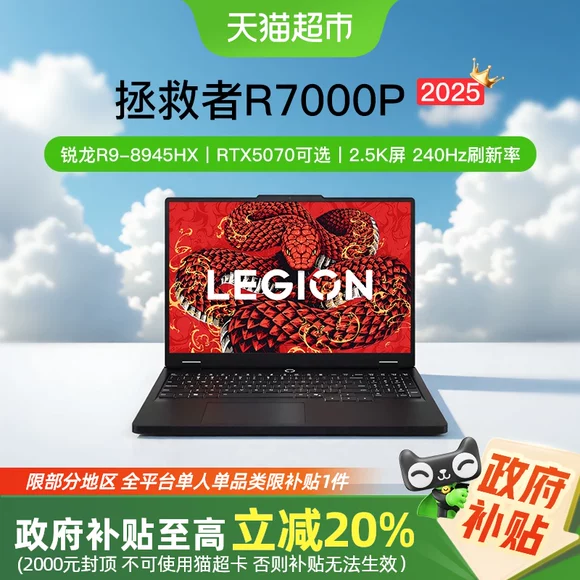 天猫超市
拯救者R7000P 2025
锐龙R9-8945HX | RTX5070可选 | 2.5K屏 240Hz刷新率
LEGION
限部分地区 全平台单人单品类限补贴1件
政府补贴至高 立减20%
(2000元封顶 不可使用猫超卡 否则补贴无法生效)
政府
补贴